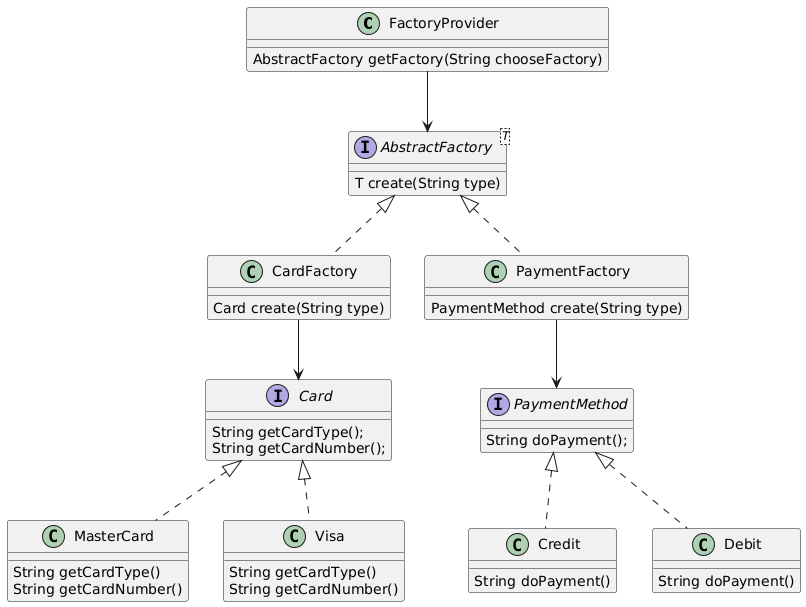 C FactoryProvider
AbstractFactory getFactory(String chooseFactory)
I AbstractFactory T
T create(String type)
C CardFactory
Card create(String type)
C PaymentFactory
PaymentMethod create(String type)
I Card
String getCardType();
String getCardNumber();
I PaymentMethod
String doPayment();
C MasterCard
String getCardType()
String getCardNumber()
C Visa
String getCardType()
String getCardNumber()
C Credit
String doPayment()
C Debit
String doPayment()